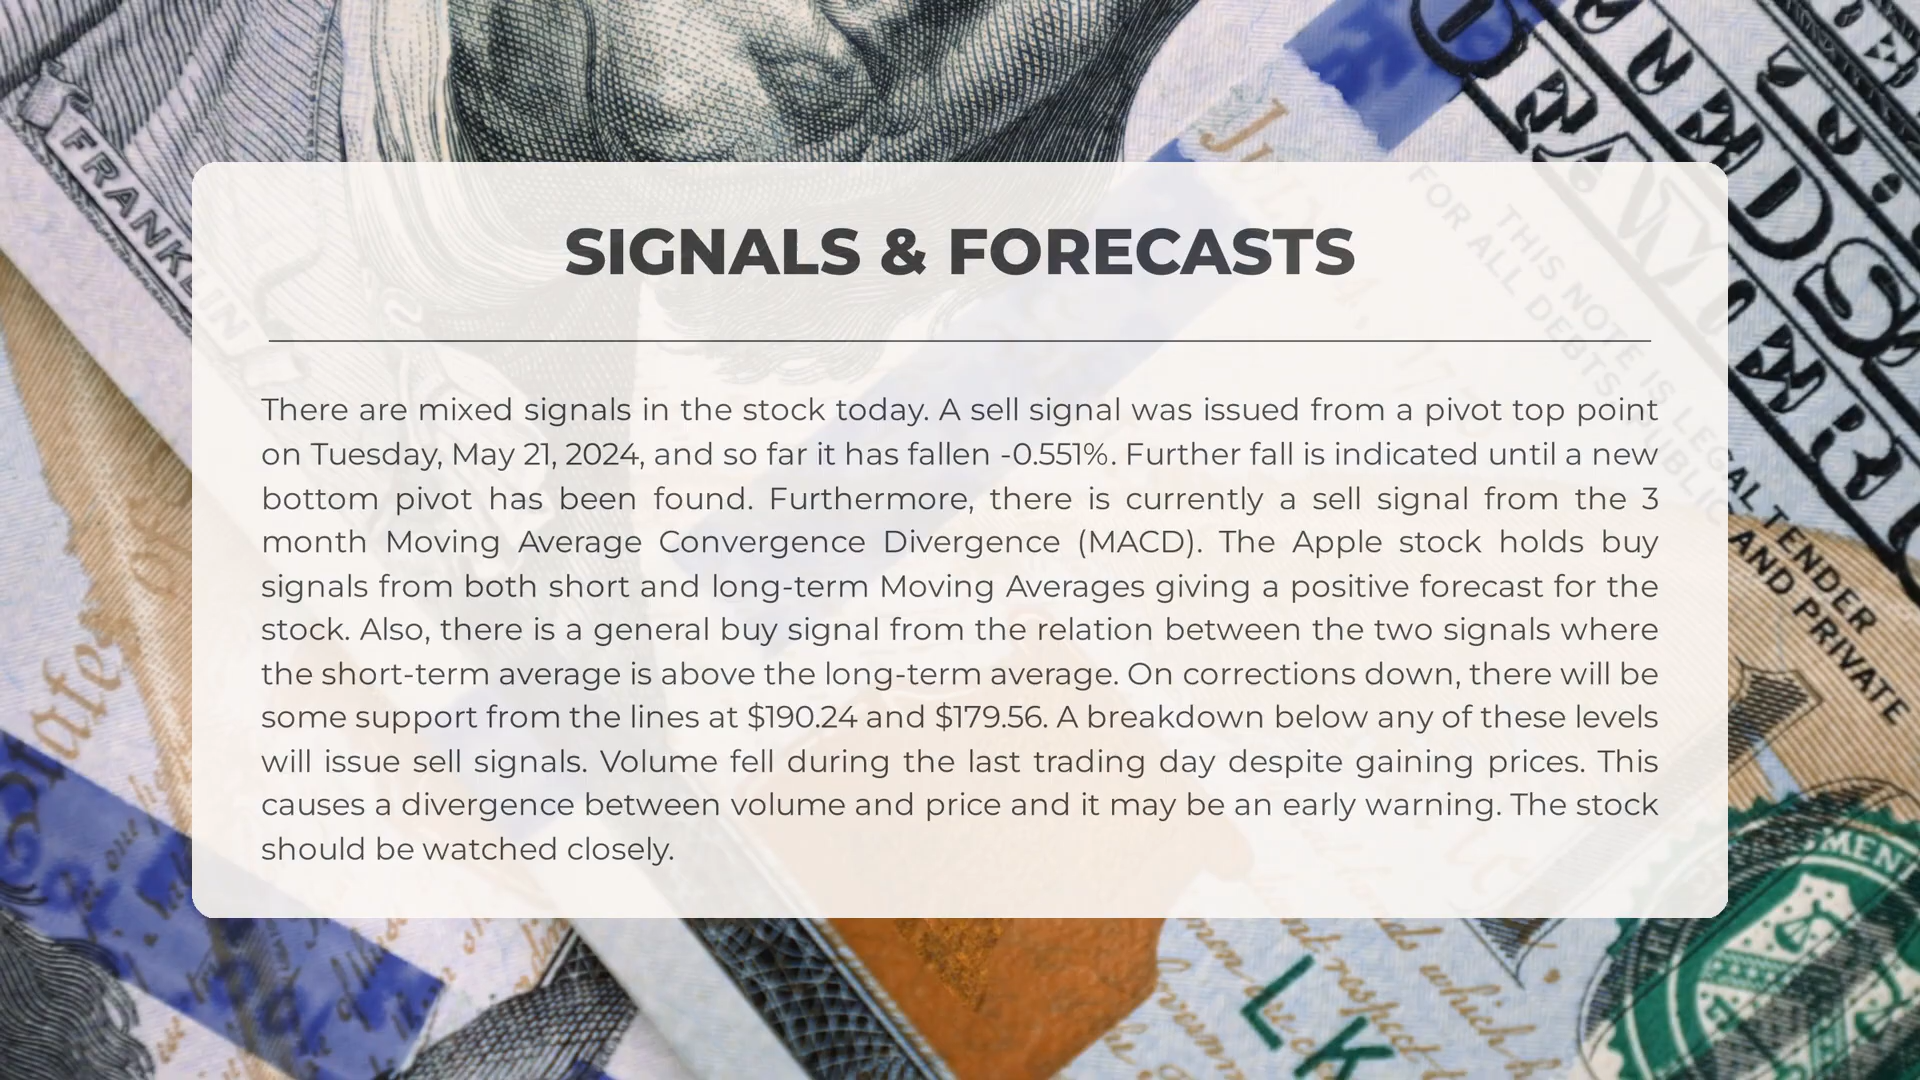 SIGNALS & FORECASTS
There are mixed signals in the stock today. A sell signal was issued from a pivot top point
on Tuesday, May 21, 2024, and so far it has fallen -0.551%. Further fall is indicated until a new
bottom pivot has been found. Furthermore, there is currently a sell signal from the 3
month Moving Average Convergence Divergence (MACD). The Apple stock holds buy
signals from both short and long-term Moving Averages giving a positive forecast for the
stock. Also, there is a general buy signal from the relation between the two signals where
the short-term average is above the long-term average. On corrections down, there will be
some support from the lines at $190.24 and $179.56. A breakdown below any of these levels
will issue sell signals. Volume fell during the last trading day despite gaining prices. This
causes a divergence between volume and price and it may be an early warning. The stock
should be watched closely.
FRANKLIN
THIS NOTE IS LEGAL TENDER
FOR ALL DEBTS PUBLIC AND PRIVATE
LK